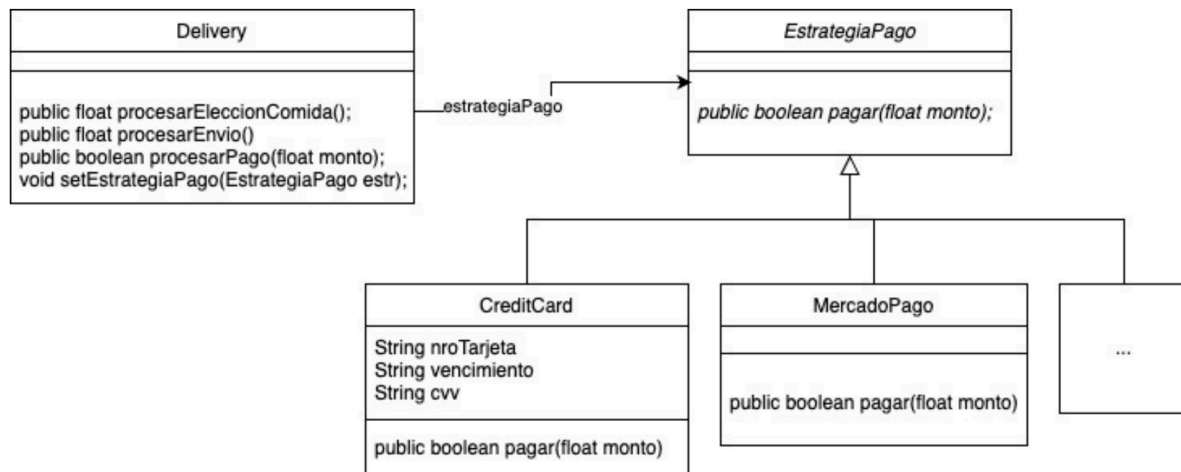 Delivery
public float procesarEleccionComida();
public float procesarEnvio()
public boolean procesarPago(float monto);
void setEstrategiaPago(EstrategiaPago estr);
estrategiaPago
EstrategiaPago
public boolean pagar(float monto);
CreditCard
String nroTarjeta
String vencimiento
String cvv
public boolean pagar(float monto)
MercadoPago
public boolean pagar(float monto)
...